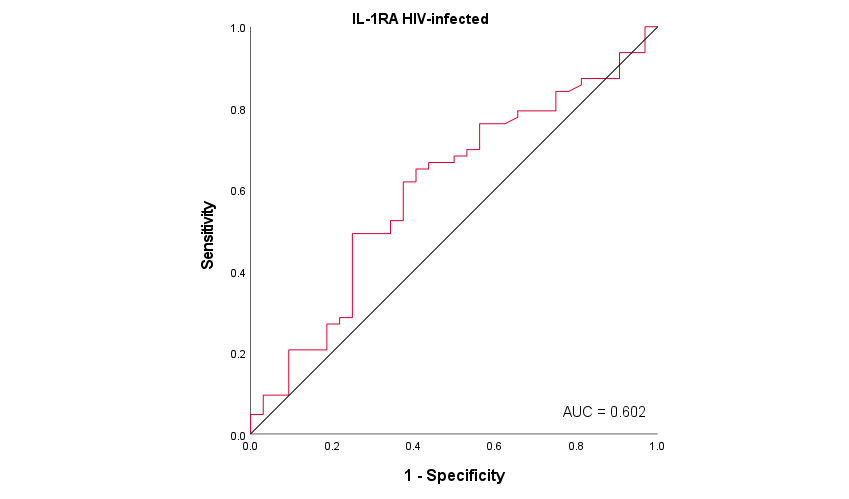 IL-1RA HIV-infected
1.0
0.8
0.6
0.4
0.2
0.0
Sensitivity
AUC = 0.602
0.0 0.2 0.4 0.6 0.8 1.0
1 - Specificity